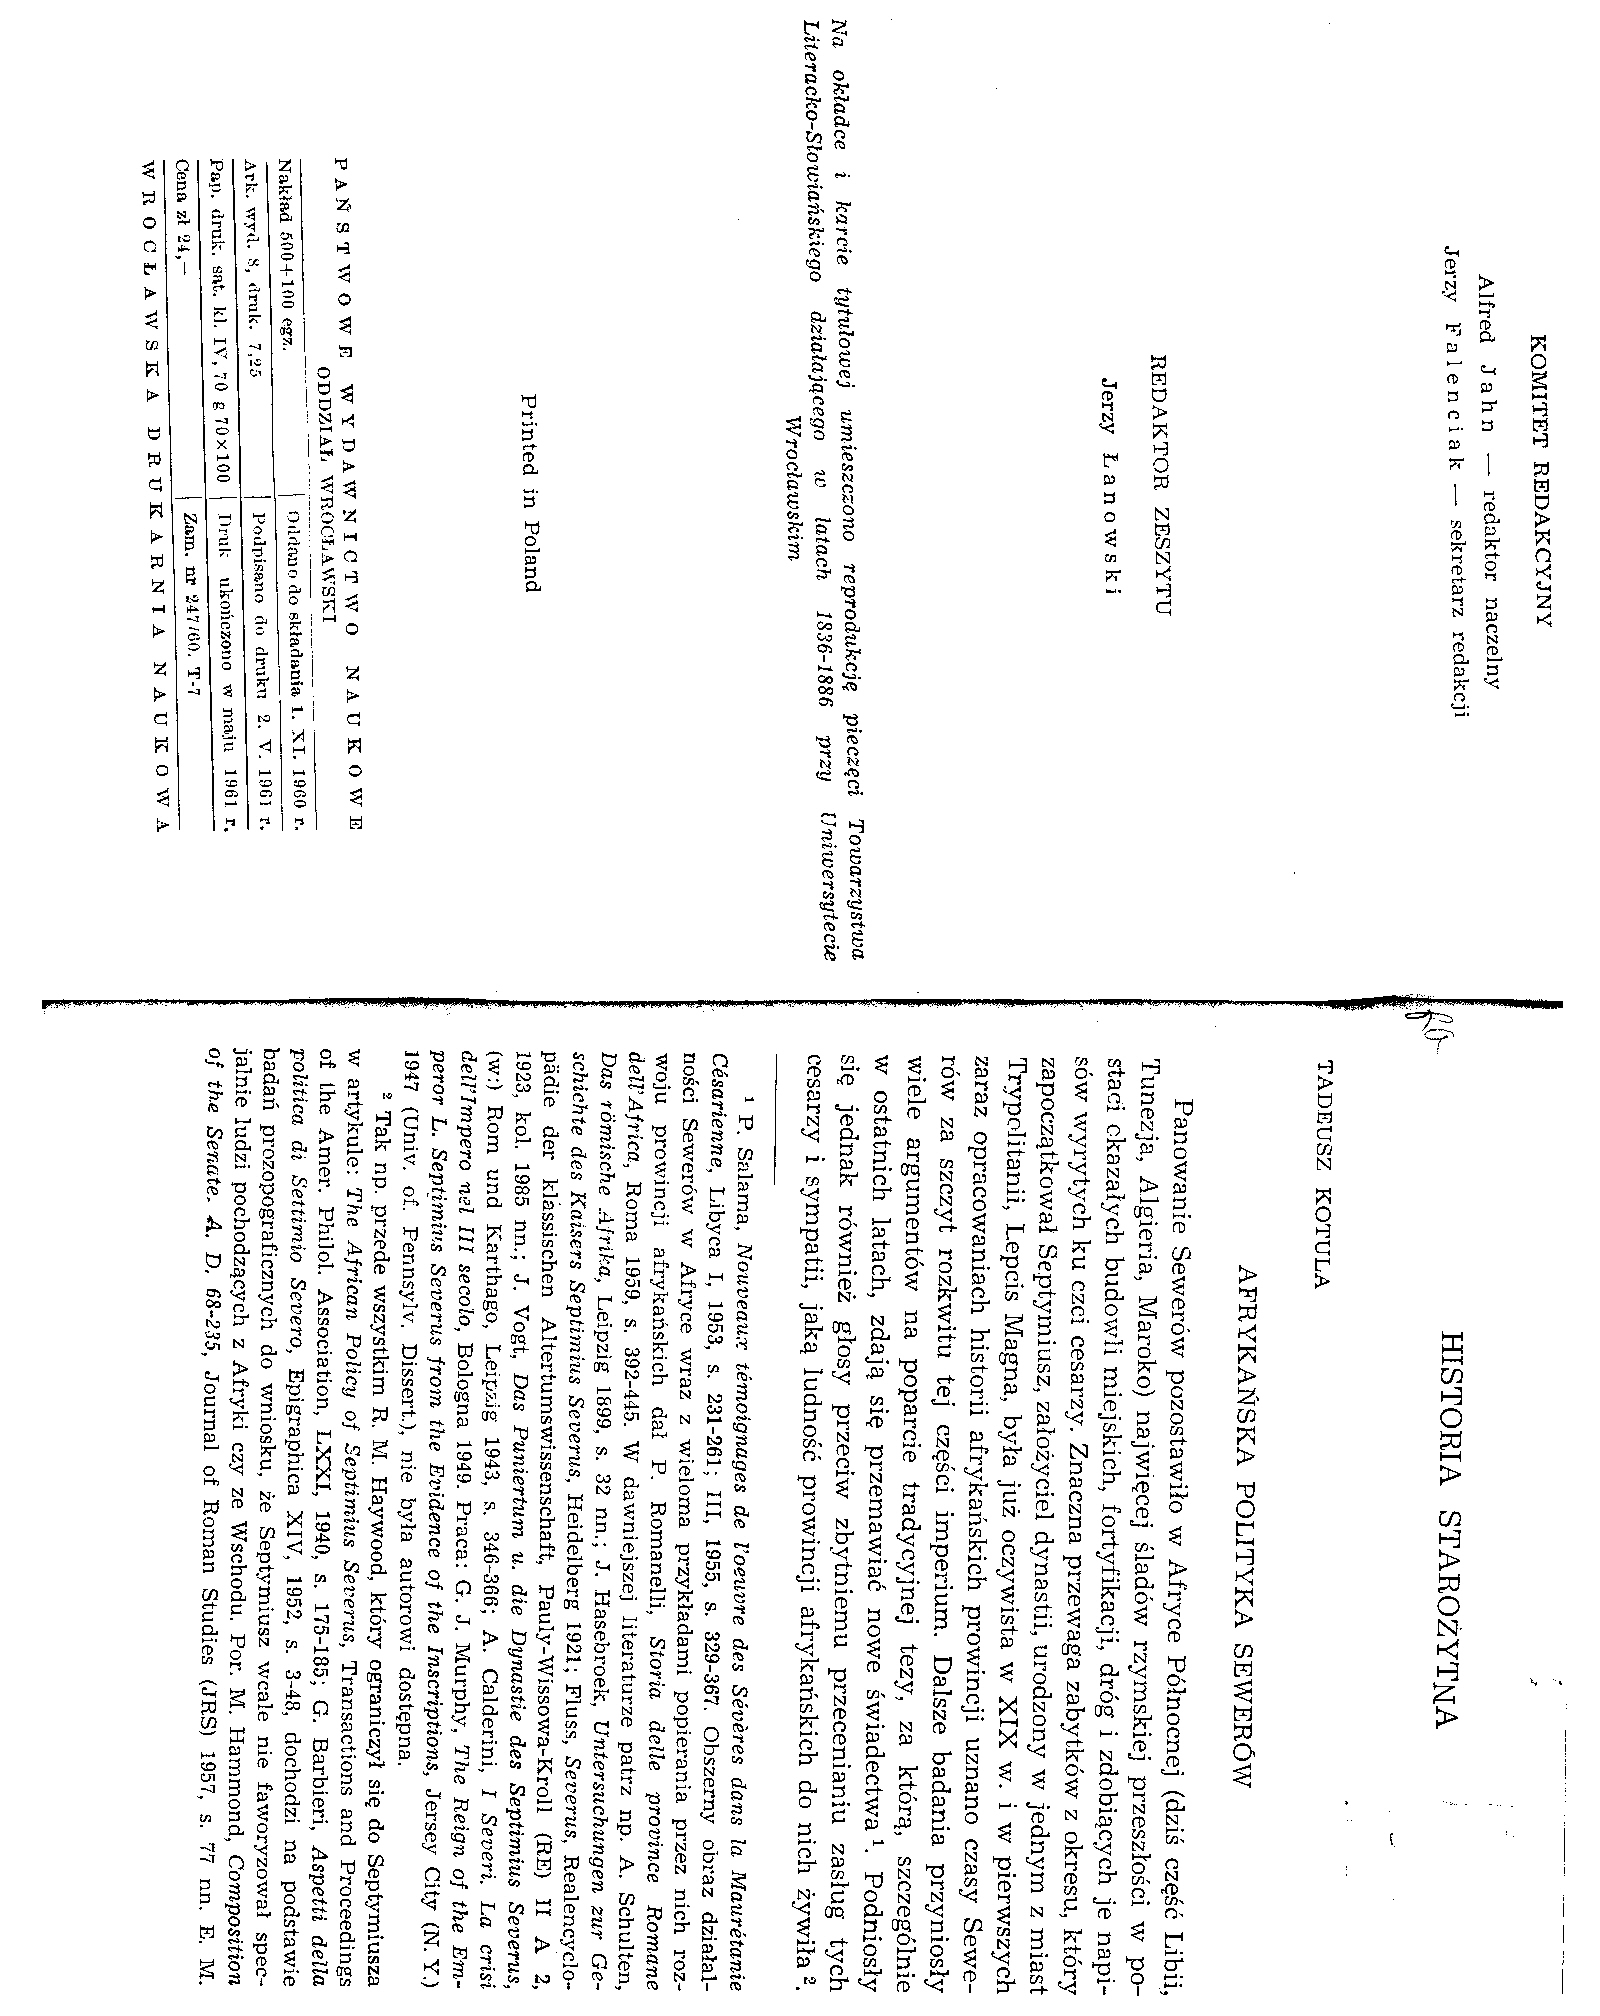 KOMITET REDAKCYJNY
Alfred Jahn — redaktor naczelny
Jerzy Falenciak — sekretarz redakcji
REDAKTOR ZESZYTU
Jerzy Łanowski
Na okładce i karcie tytułowej umieszczono reprodukcję pieczęci Towarzystwa
Literacko-Słowiańskiego działającego w latach 1836-1886 przy Uniwersytecie
Wrocławskim
Printed in Poland
PAŃSTWOWE WYDAWNICTWO NAUKOWE
ODDZIAŁ WROCŁAWSKI
Nakład 500+100 egz. Oddano do składania 1. XI. 1960 r.
Ark. wyd. 8, druk. 7,25 Podpisano do druku 2. V. 1961 r.
Pap. druk. sat. kl. IV, 70 g 70×100 Druk ukończono w maju 1961 r.
Cena zł 24,— Zam. nr 247/60. T-7
WROCŁAWSKA DRUKARNIA NAUKOWA
HISTORIA STAROŻYTNA
TADEUSZ KOTULA
AFRYKAŃSKA POLITYKA SEWERÓW
Panowanie Sewerów pozostawiło w Afryce Północnej (dziś część Libii,
Tunezja, Algieria, Maroko) najwięcej śladów rzymskiej przeszłości w po-
staci okazałych budowli miejskich, fortyfikacji, dróg i zdobiących je napi-
sów wyrytych ku czci cesarzy. Znaczna przewaga zabytków z okresu, który
zapoczątkował Septymiusz, założyciel dynastii, urodzony w jednym z miast
Trypolitanii, Lepcis Magna, była już oczywista w XIX w. i w pierwszych
zaraz opracowaniach historii afrykańskich prowincji uznano czasy Sewe-
rów za szczyt rozkwitu tej części imperium. Dalsze badania przyniosły
wiele argumentów na poparcie tradycyjnej tezy, za którą, szczególnie
w ostatnich latach, zdają się przemawiać nowe świadectwa ¹. Podniosły
się jednak również głosy przeciw zbytniemu przecenianiu zasług tych
cesarzy i sympatii, jaką ludność prowincji afrykańskich do nich żywiła ².
¹ P. Salama, Nouveaux témoignages de l'oeuvre des Sévères dans la Maurétanie
Césarienne, Libyca I, 1953, s. 231-261; III, 1955, s. 329-367. Obszerny obraz działal-
ności Sewerów w Afryce wraz z wieloma przykładami popierania przez nich roz-
woju prowincji afrykańskich dał P. Romanelli, Storia delle province Romane
dell'Africa, Roma 1959, s. 392-445. W dawniejszej literaturze patrz np. A. Schulten,
Das römische Afrika, Leipzig 1899, s. 32 nn.; J. Hasebroek, Untersuchungen zur Ge-
schichte des Kaisers Septimius Severus, Heidelberg 1921; Fluss, Severus, Realencyclo-
pädie der klassischen Altertumswissenschaft, Pauly-Wissowa-Kroll (RE) II A 2,
1923, kol. 1985 nn.; J. Vogt, Das Puniertum u. die Dynastie des Septimius Severus,
(w:) Rom und Karthago, Leipzig 1943, s. 346-366; A. Calderini, I Severi. La crisi
dell'Impero nel III secolo, Bologna 1949. Praca: G. J. Murphy, The Reign of the Em-
peror L. Septimius Severus from the Evidence of the Inscriptions, Jersey City (N. Y.)
1947 (Univ. of. Pennsylv. Dissert.), nie była autorowi dostępna.
² Tak np. przede wszystkim R. M. Haywood, który ograniczył się do Septymiusza
w artykule: The African Policy of Septimius Severus, Transactions and Proceedings
of the Amer. Philol. Association, LXXI, 1940, s. 175-185; G. Barbieri, Aspetti della
politica di Settimio Severo, Epigraphica XIV, 1952, s. 3-48, dochodzi na podstawie
badań prozopograficznych do wniosku, że Septymiusz wcale nie faworyzował spec-
jalnie ludzi pochodzących z Afryki czy ze Wschodu. Por. M. Hammond, Composition
of the Senate. A. D. 68-235, Journal of Roman Studies (JRS) 1957, s. 77 nn. E. M.